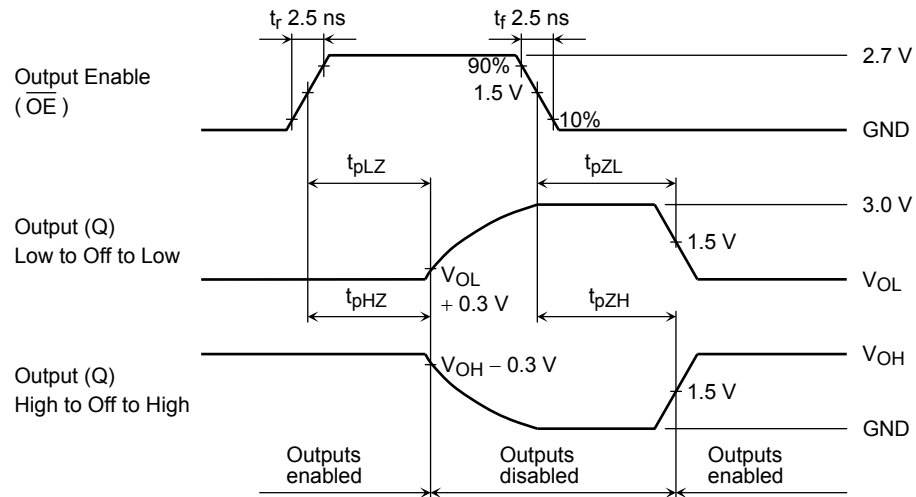 tr 2.5 ns
tf 2.5 ns
Output Enable
( OE )
90%
1.5 V
10%
2.7 V
GND
tpLZ
tpZL
Output (Q)
Low to Off to Low
3.0 V
1.5 V
VOL
VOL
+ 0.3 V
tpHZ
tpZH
Output (Q)
High to Off to High
VOH − 0.3 V
VOH
1.5 V
GND
Outputs
enabled
Outputs
disabled
Outputs
enabled